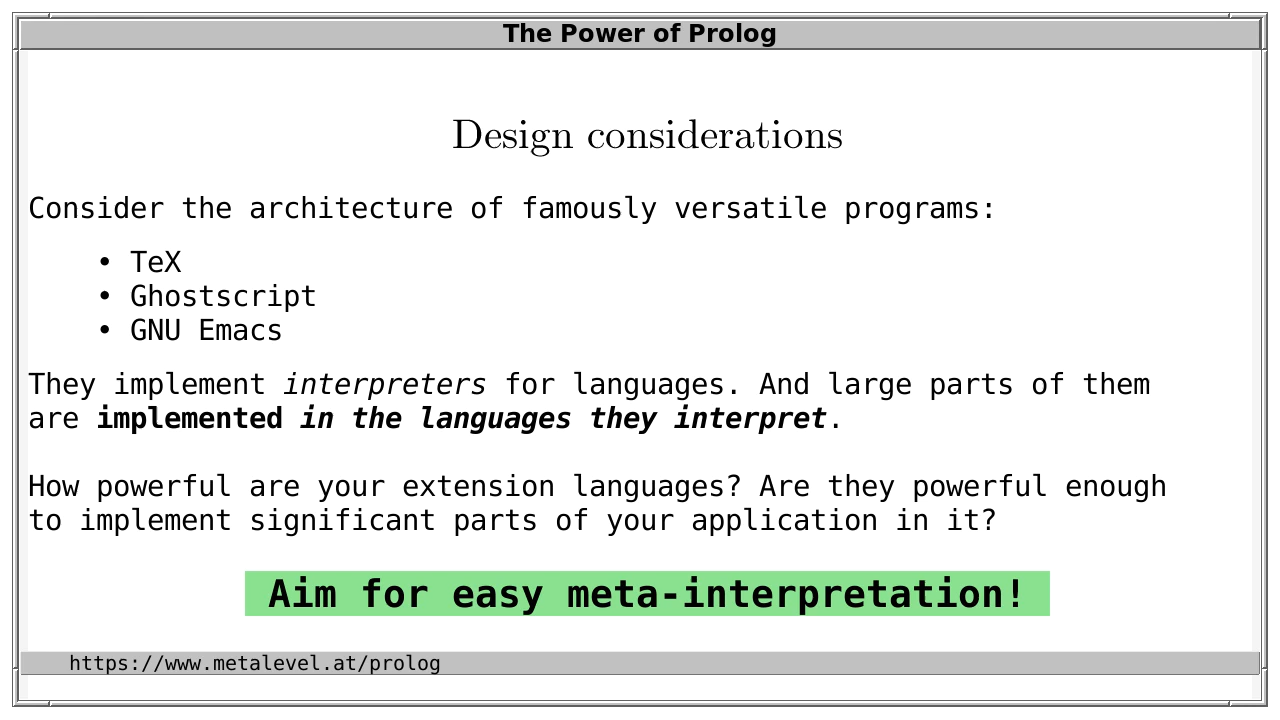 The Power of Prolog
Design considerations
Consider the architecture of famously versatile programs:
• TeX
• Ghostscript
• GNU Emacs
They implement interpreters for languages. And large parts of them
are implemented in the languages they interpret.
How powerful are your extension languages? Are they powerful enough
to implement significant parts of your application in it?
Aim for easy meta-interpretation!
https://www.metalevel.at/prolog